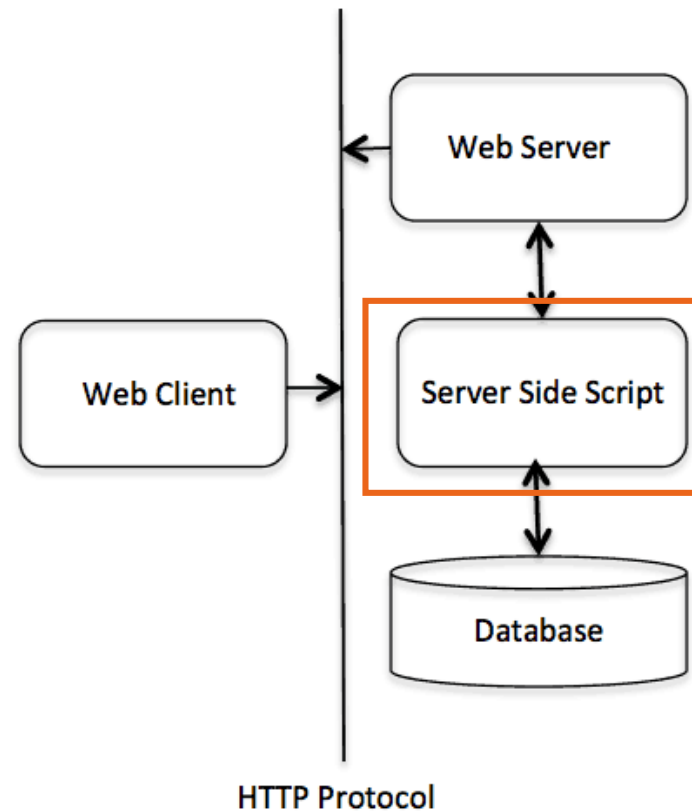 Web Server
Web Client
Server Side Script
Database
HTTP Protocol